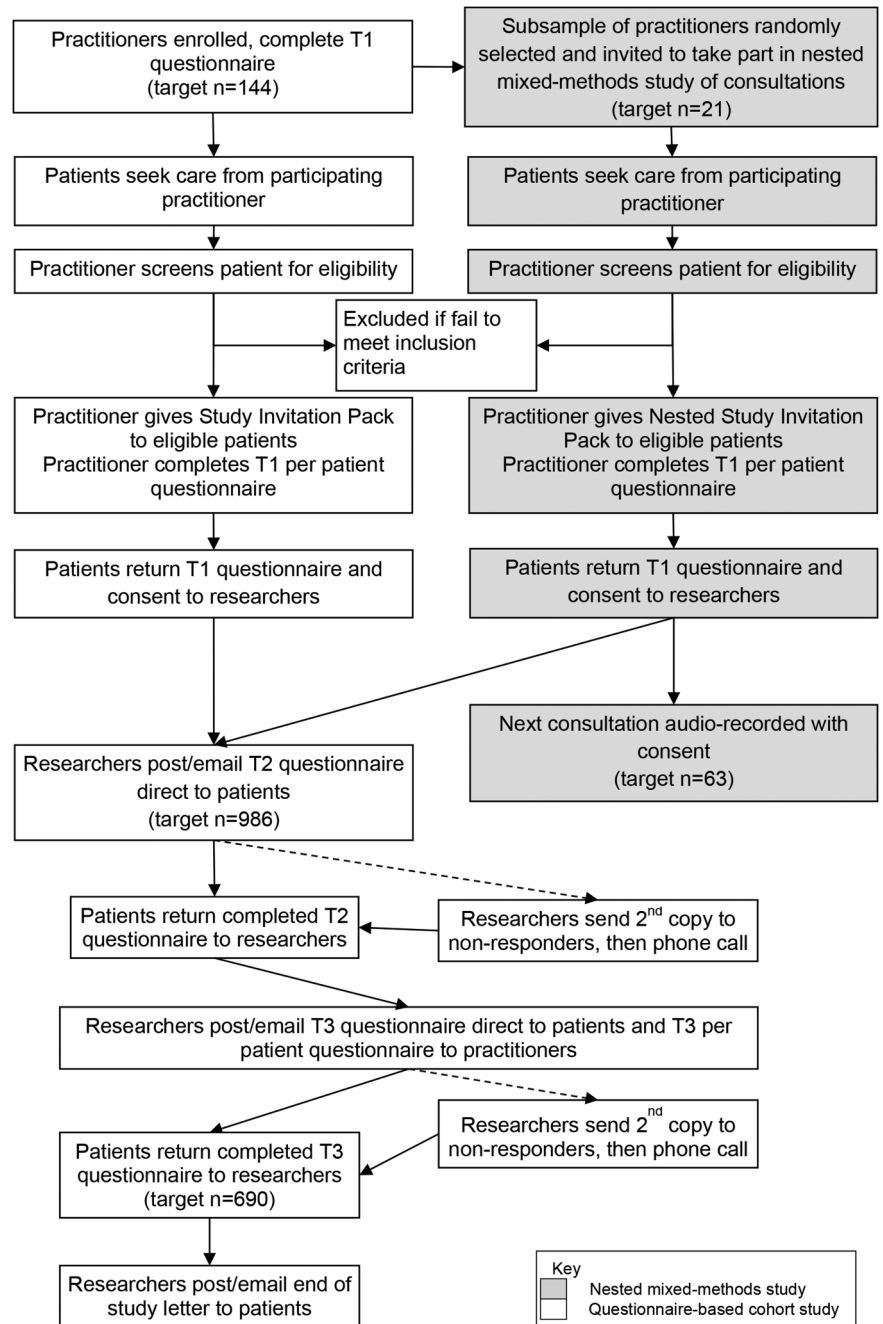 Practitioners enrolled, complete T1
questionnaire
(target n=144)
Subsample of practitioners randomly
selected and invited to take part in nested
mixed-methods study of consultations
(target n=21)
Patients seek care from participating
practitioner
Patients seek care from participating
practitioner
Practitioner screens patient for eligibility
Practitioner screens patient for eligibility
Excluded if fail to
meet inclusion
criteria
Practitioner gives Study Invitation Pack
to eligible patients
Practitioner completes T1 per patient
questionnaire
Practitioner gives Nested Study Invitation
Pack to eligible patients
Practitioner completes T1 per patient
questionnaire
Patients return T1 questionnaire and
consent to researchers
Patients return T1 questionnaire and
consent to researchers
Next consultation audio-recorded with
consent
(target n=63)
Researchers post/email T2 questionnaire
direct to patients
(target n=986)
Patients return completed T2
questionnaire to researchers
Researchers send 2nd copy to
non-responders, then phone call
Researchers post/email T3 questionnaire direct to patients and T3 per
patient questionnaire to practitioners
Researchers send 2nd copy to
non-responders, then phone call
Patients return completed T3
questionnaire to researchers
(target n=690)
Researchers post/email end of
study letter to patients
Key
Nested mixed-methods study
Questionnaire-based cohort study